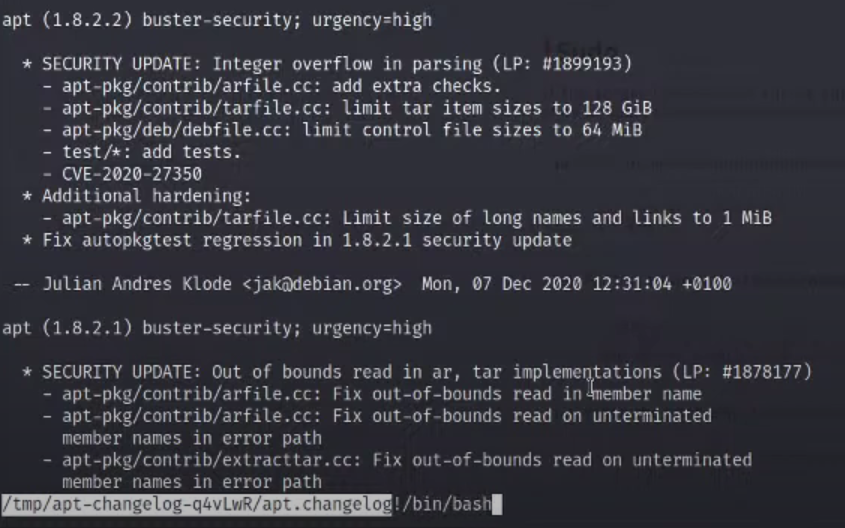 apt (1.8.2.2) buster-security; urgency=high
* SECURITY UPDATE: Integer overflow in parsing (LP: #1899193)
- apt-pkg/contrib/arfile.cc: add extra checks.
- apt-pkg/contrib/tarfile.cc: limit tar item sizes to 128 GiB
- apt-pkg/deb/debfile.cc: limit control file sizes to 64 MiB
- test/*: add tests.
- CVE-2020-27350
* Additional hardening:
- apt-pkg/contrib/tarfile.cc: Limit size of long names and links to 1 MiB
* Fix autopkgtest regression in 1.8.2.1 security update
-- Julian Andres Klode <jak@debian.org>  Mon, 07 Dec 2020 12:31:04 +0100
apt (1.8.2.1) buster-security; urgency=high
* SECURITY UPDATE: Out of bounds read in ar, tar implementations (LP: #1878177)
- apt-pkg/contrib/arfile.cc: Fix out-of-bounds read in member name
- apt-pkg/contrib/arfile.cc: Fix out-of-bounds read on unterminated
member names in error path
- apt-pkg/contrib/extracttar.cc: Fix out-of-bounds read on unterminated
member names in error path
/tmp/apt-changelog-q4vLwR/apt.changelog!/bin/bash